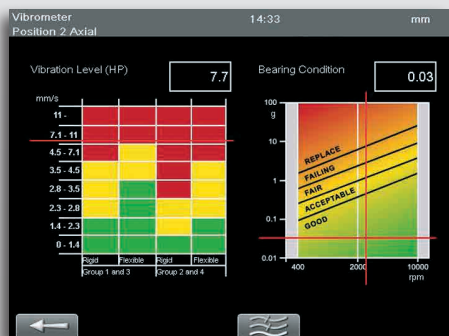 Vibrometer 14:33 mm
Position 2 Axial
Vibration Level (HP) 7.7
Bearing Condition 0.03
mm/s
11 -
7.1 - 11
4.5 - 7.1
3.5 - 4.5
2.8 - 3.5
2.3 - 2.8
1.4 - 2.3
0 - 1.4
Rigid Flexible Rigid Flexible
Group 1 and 3 Group 2 and 4
100
g
10
1
0.1
0.01
REPLACE
FAILING
FAIR
ACCEPTABLE
GOOD
400 2000 10000
rpm